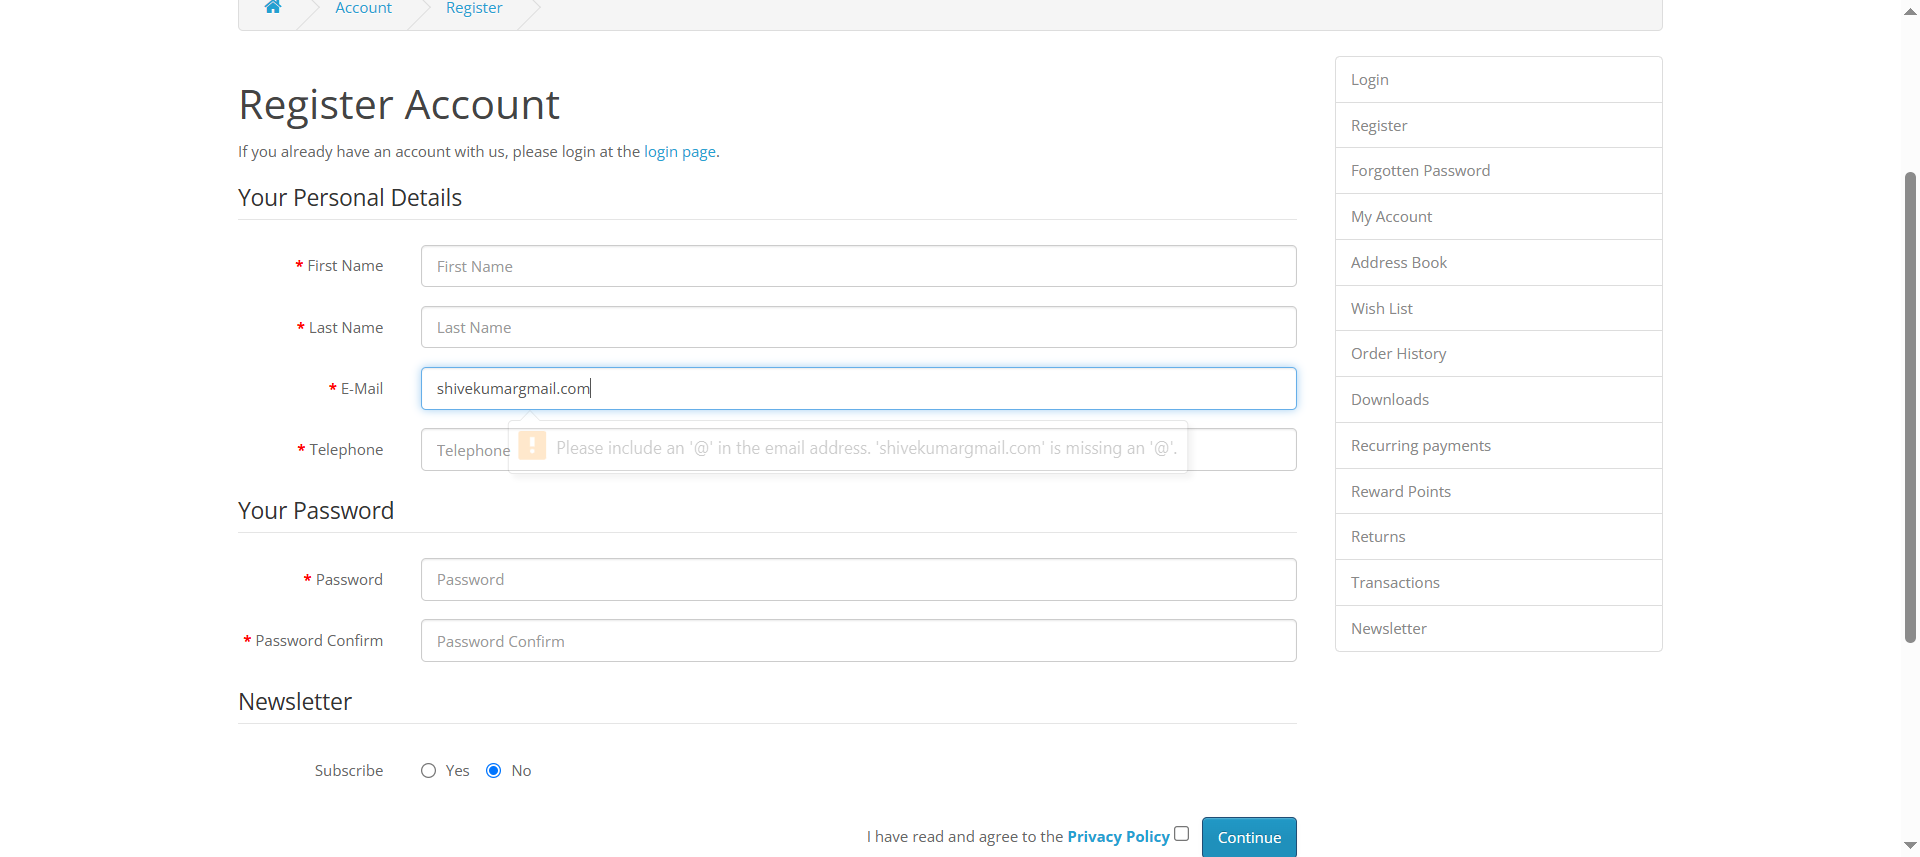 Account Register
Register Account
If you already have an account with us, please login at the login page.
Your Personal Details
* First Name First Name
* Last Name Last Name
* E-Mail shivekumargmail.com
* Telephone Telephone
Please include an '@' in the email address. 'shivekumargmail.com' is missing an '@'.
Your Password
* Password Password
* Password Confirm Password Confirm
Newsletter
Subscribe Yes No
I have read and agree to the Privacy Policy Continue
Login
Register
Forgotten Password
My Account
Address Book
Wish List
Order History
Downloads
Recurring payments
Reward Points
Returns
Transactions
Newsletter